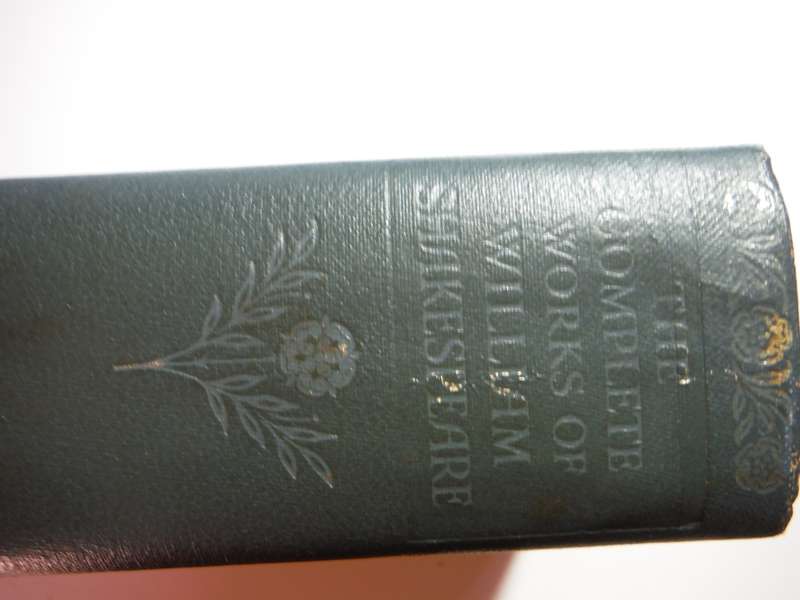 THE
COMPLETE
WORKS OF
WILLIAM
SHAKESPEARE